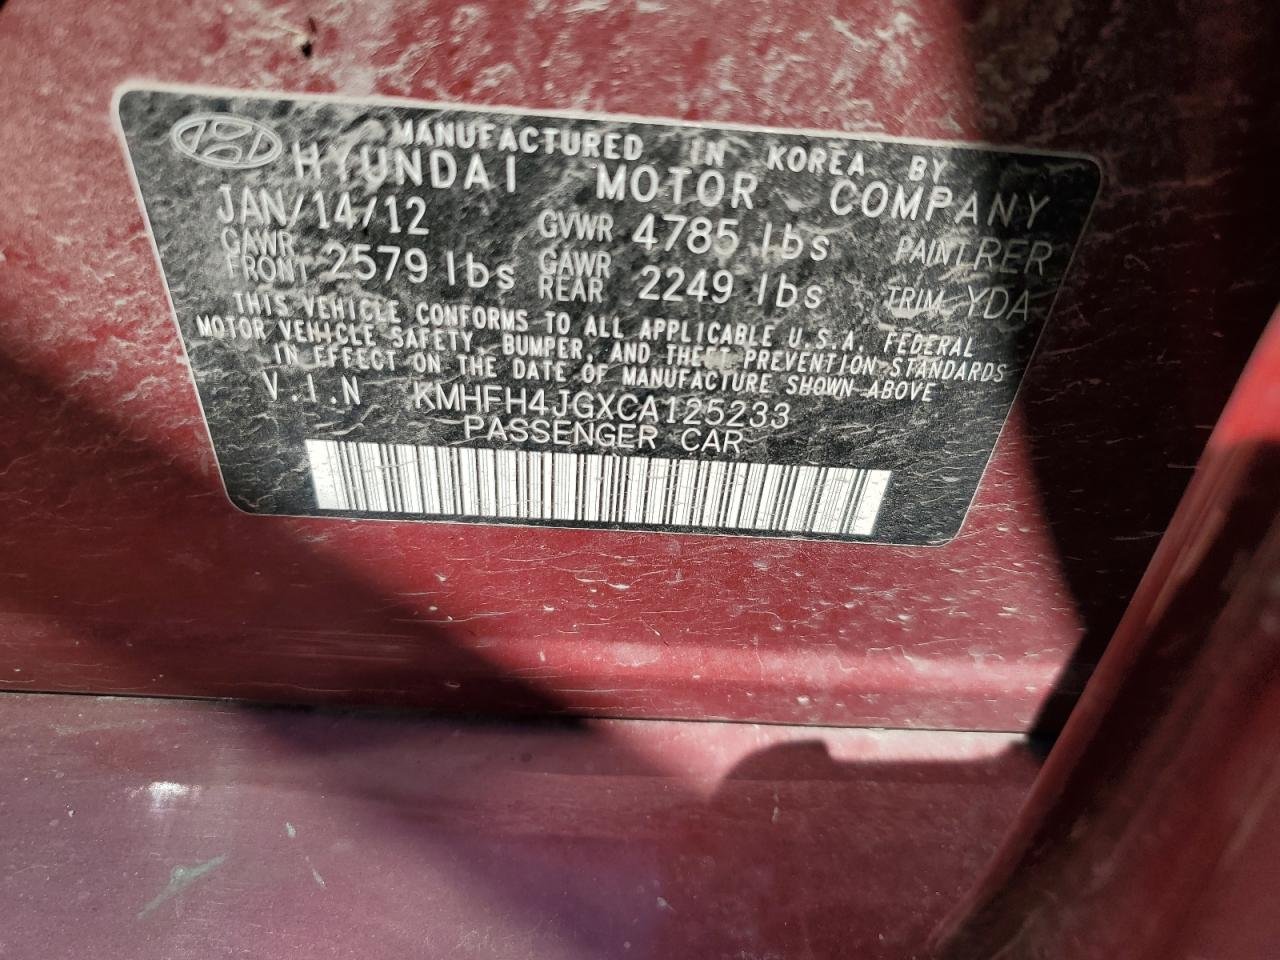 MANUFACTURED IN KOREA BY
HYUNDAI MOTOR COMPANY
JAN/14/12 GVWR 4785 lbs PAINT RER
GAWR FRONT 2579 lbs GAWR REAR 2249 lbs TRIM YDA
THIS VEHICLE CONFORMS TO ALL APPLICABLE U.S.A. FEDERAL
MOTOR VEHICLE SAFETY, BUMPER, AND THEFT PREVENTION STANDARDS
IN EFFECT ON THE DATE OF MANUFACTURE SHOWN ABOVE
V.I.N KMHFH4JGXCA125233
PASSENGER CAR